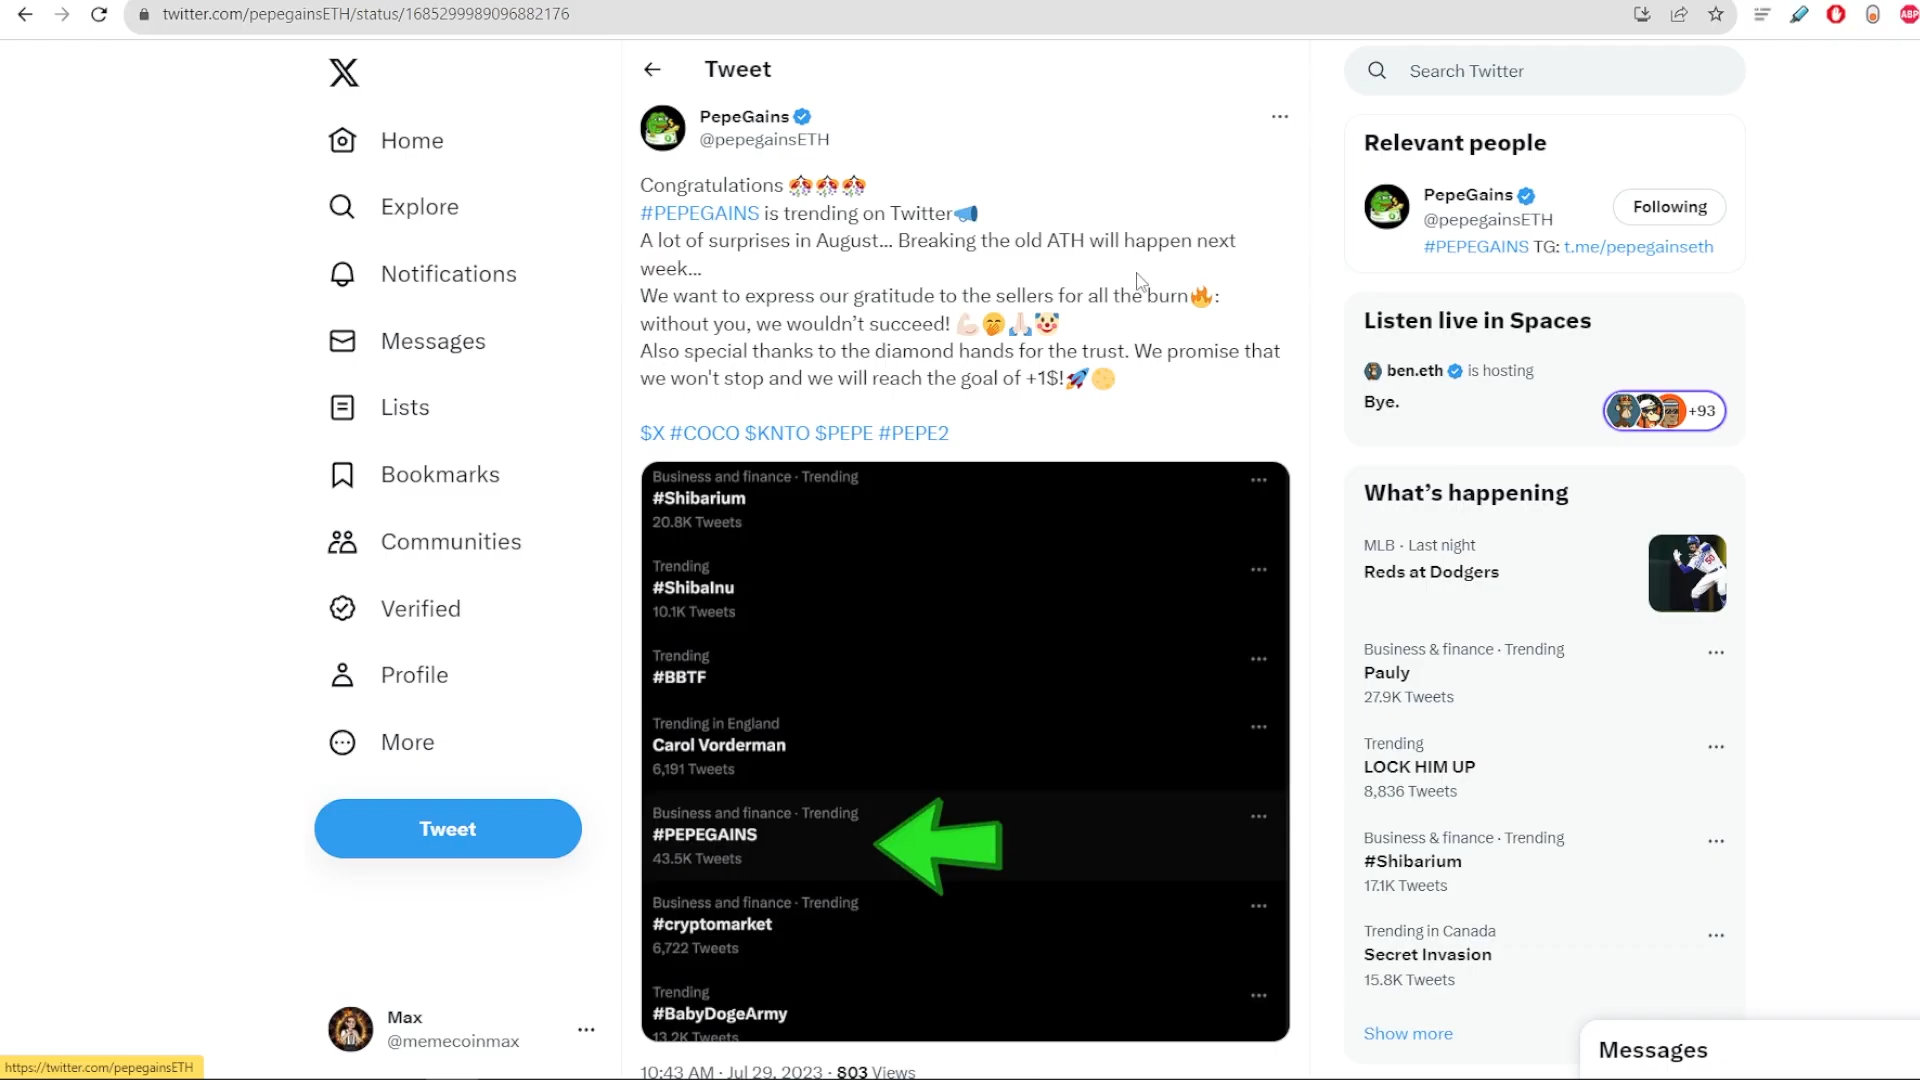 twitter.com/pepegainsETH/status/1685299989096882176
ABP
X
Home
Explore
Notifications
Messages
Lists
Bookmarks
Communities
Verified
Profile
More
Tweet
Max
@memecoinmax
https://twitter.com/pepegainsETH
Tweet
PepeGains
@pepegainsETH
Congratulations 🎊🎊🎊
#PEPEGAINS is trending on Twitter📣
A lot of surprises in August... Breaking the old ATH will happen next
week...
We want to express our gratitude to the sellers for all the burn🔥:
without you, we wouldn’t succeed! 💪🏻🤭🙏🏻🤡
Also special thanks to the diamond hands for the trust. We promise that
we won't stop and we will reach the goal of +1$!🚀🌕
$X #COCO $KNTO $PEPE #PEPE2
Business and finance · Trending
#Shibarium
20.8K Tweets
Trending
#ShibaInu
10.1K Tweets
Trending
#BBTF
Trending in England
Carol Vorderman
6,191 Tweets
Business and finance · Trending
#PEPEGAINS
43.5K Tweets
Business and finance · Trending
#cryptomarket
6,722 Tweets
Trending
#BabyDogeArmy
13.2K Tweets
10:43 AM · Jul 29, 2023 · 803 Views
Search Twitter
Relevant people
PepeGains
@pepegainsETH
Following
#PEPEGAINS TG: t.me/pepegainseth
Listen live in Spaces
ben.eth is hosting
Bye.
+93
What’s happening
MLB · Last night
Reds at Dodgers
Business & finance · Trending
Pauly
27.9K Tweets
Trending
LOCK HIM UP
8,836 Tweets
Business & finance · Trending
#Shibarium
17.1K Tweets
Trending in Canada
Secret Invasion
15.8K Tweets
Show more
Messages